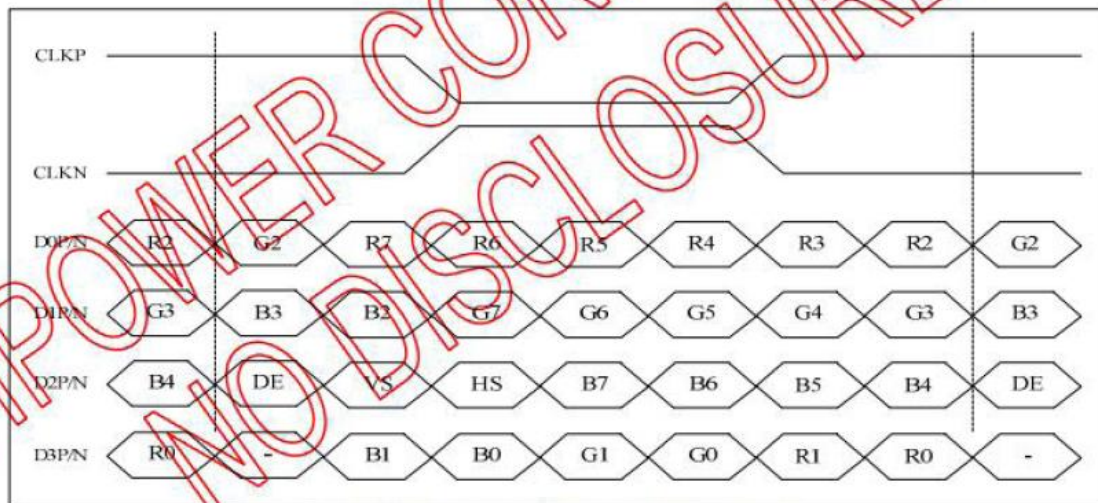 POWER CON
NO DISCLOSURE
CLKP
CLKN
D0P/N R2 G2 R7 R6 R5 R4 R3 R2 G2
D1P/N G3 B3 B2 G7 G6 G5 G4 G3 B3
D2P/N B4 DE VS HS B7 B6 B5 B4 DE
D3P/N R0 - B1 B0 G1 G0 R1 R0 -